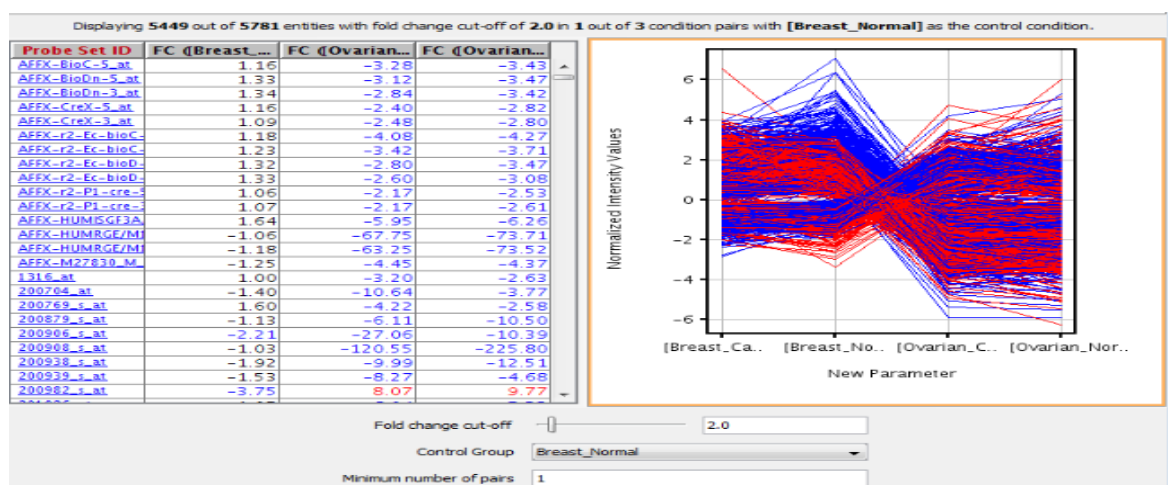 Displaying 5449 out of 5781 entities with fold change cut-off of 2.0 in 1 out of 3 condition pairs with [Breast_Normal] as the control condition.
Probe Set ID FC ([Breast_... FC ([Ovarian... FC ([Ovarian...
AFFX-BioC-5_at 1.16 -3.28 -3.43
AFFX-BioDn-5_at 1.33 -3.12 -3.47
AFFX-BioDn-3_at 1.34 -2.84 -3.42
AFFX-CreX-5_at 1.16 -2.40 -2.82
AFFX-CreX-3_at 1.09 -2.48 -2.80
AFFX-r2-Ec-bioC- 1.18 -4.08 -4.27
AFFX-r2-Ec-bioC- 1.23 -3.42 -3.71
AFFX-r2-Ec-bioD- 1.32 -2.80 -3.47
AFFX-r2-Ec-bioD- 1.33 -2.60 -3.08
AFFX-r2-P1-cre-5 1.06 -2.17 -2.53
AFFX-r2-P1-cre-3 1.07 -2.17 -2.61
AFFX-HUMISGF3A, 1.64 -5.95 -6.26
AFFX-HUMRGE/M1 -1.06 -67.75 -73.71
AFFX-HUMRGE/M1 -1.18 -63.25 -73.52
AFFX-M27830_M_ -1.25 -4.45 -4.37
1316_at 1.00 -3.20 -2.63
200704_at -1.40 -10.64 -3.77
200769_s_at 1.60 -4.22 -2.58
200879_s_at -1.13 -6.11 -10.50
200906_s_at -2.21 -27.06 -10.39
200908_s_at -1.03 -120.55 -225.80
200938_s_at -1.92 -9.99 -12.51
200939_s_at -1.53 -8.27 -4.68
200982_s_at -3.75 8.07 9.77
Normalized Intensity Values
6
4
2
0
-2
-4
-6
[Breast_Ca.. [Breast_No.. [Ovarian_C.. [Ovarian_Nor..
New Parameter
Fold change cut-off 2.0
Control Group Breast_Normal
Minimum number of pairs 1